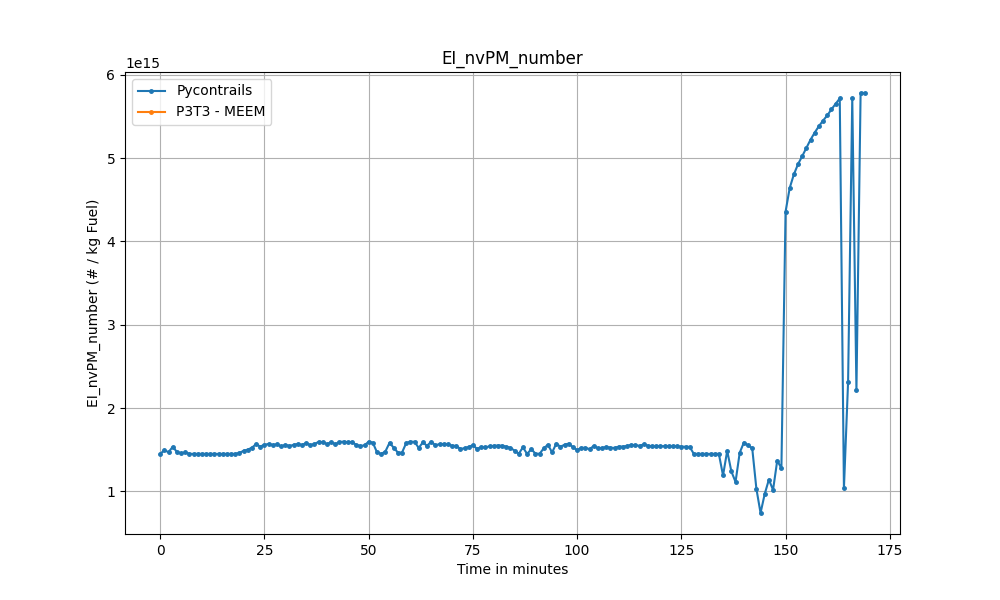 EI_nvPM_number
1e15
Pycontrails
P3T3 - MEEM
6
5
4
3
2
1
EI_nvPM_number (# / kg Fuel)
0 25 50 75 100 125 150 175
Time in minutes